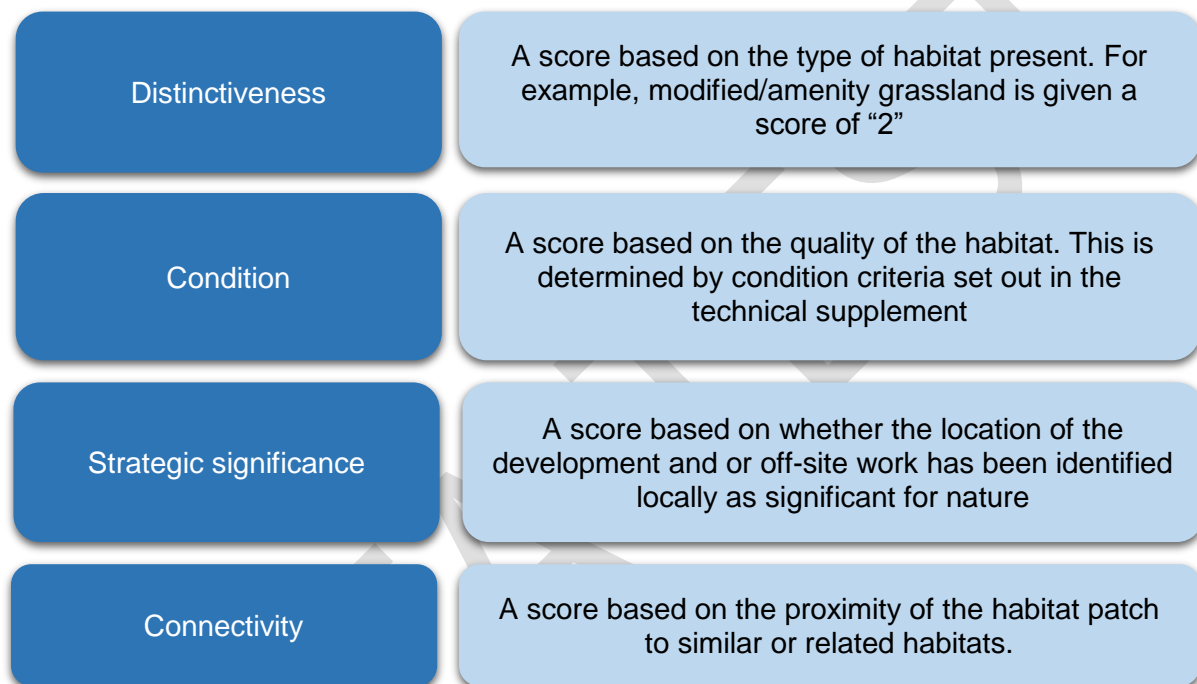 Distinctiveness
A score based on the type of habitat present. For
example, modified/amenity grassland is given a
score of “2”
Condition
A score based on the quality of the habitat. This is
determined by condition criteria set out in the
technical supplement
Strategic significance
A score based on whether the location of the
development and or off-site work has been identified
locally as significant for nature
Connectivity
A score based on the proximity of the habitat patch
to similar or related habitats.